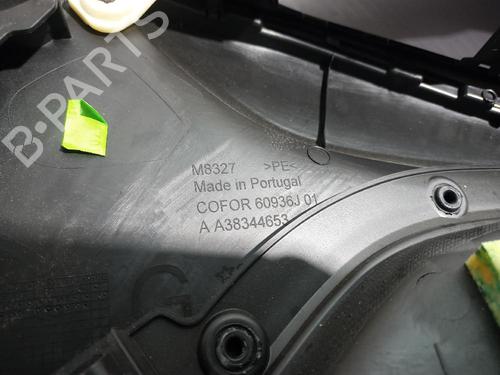 B-PARTS
M8327 >PE<
Made in Portugal
COFOR 60936J 01
A A38344653
G